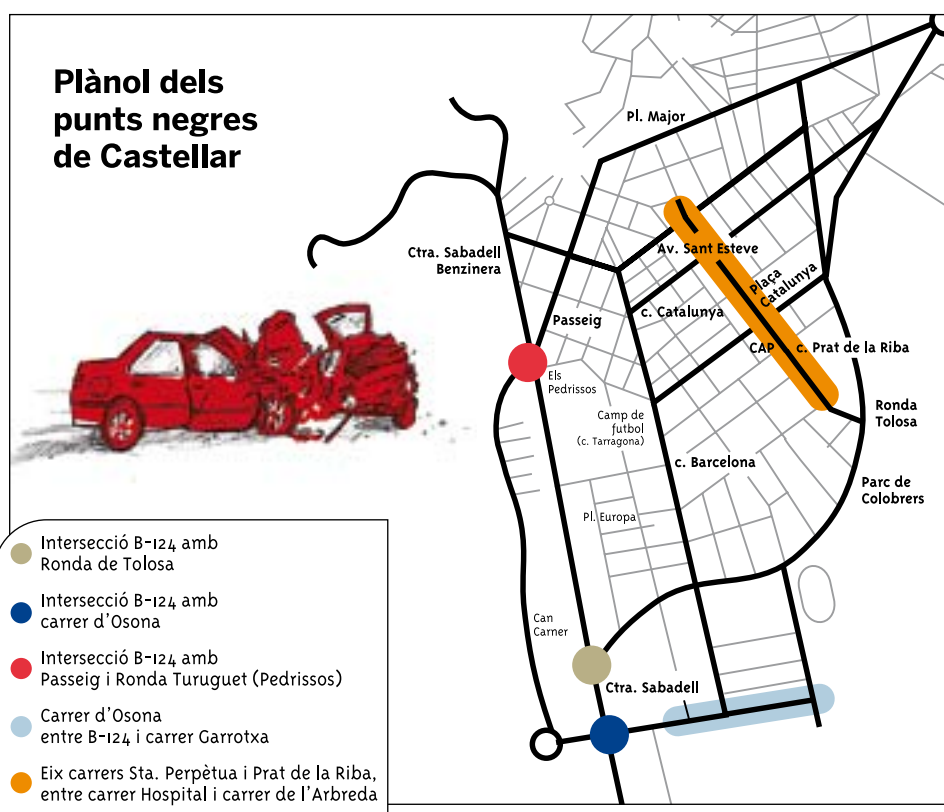 Plànol dels
punts negres
de Castellar
Pl. Major
Ctra. Sabadell
Benzinera
Av. Sant Esteve
Plaça
Catalunya
Passeig
c. Catalunya
CAP
c. Prat de la Riba
Els
Pedrissos
Camp de
futbol
(c. Tarragona)
Ronda
Tolosa
c. Barcelona
Parc de
Colobrers
Pl. Europa
Can
Carner
Ctra. Sabadell
Intersecció B-124 amb
Ronda de Tolosa
Intersecció B-124 amb
carrer d'Osona
Intersecció B-124 amb
Passeig i Ronda Turuguet (Pedrissos)
Carrer d'Osona
entre B-124 i carrer Garrotxa
Eix carrers Sta. Perpètua i Prat de la Riba,
entre carrer Hospital i carrer de l'Arbreda